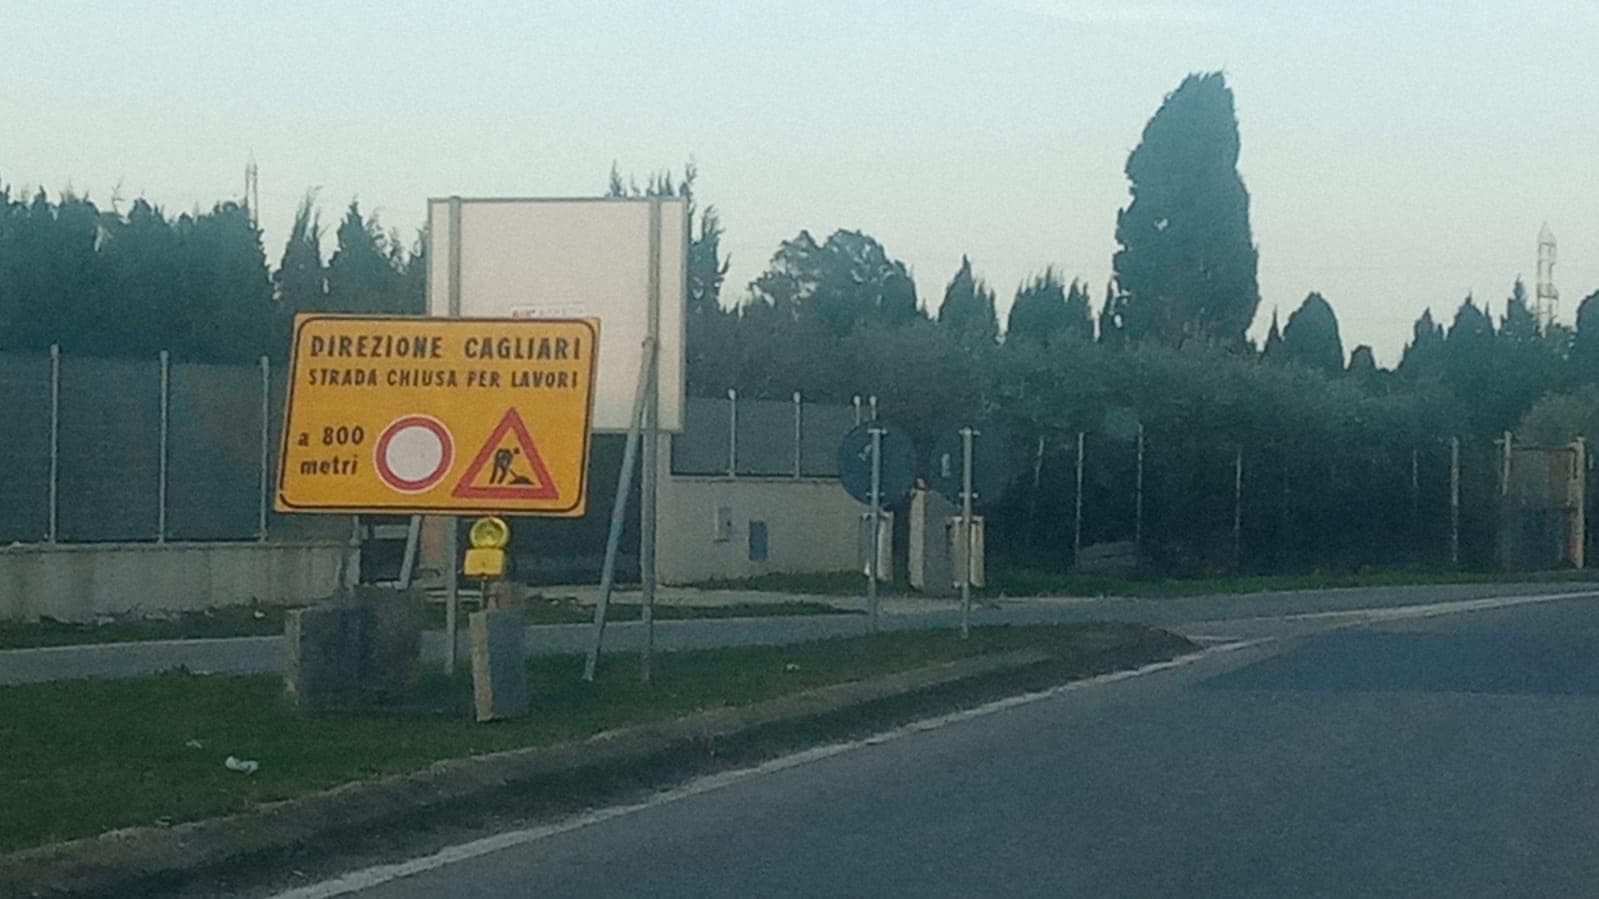 DIREZIONE CAGLIARI
STRADA CHIUSA PER LAVORI
a 800
metri